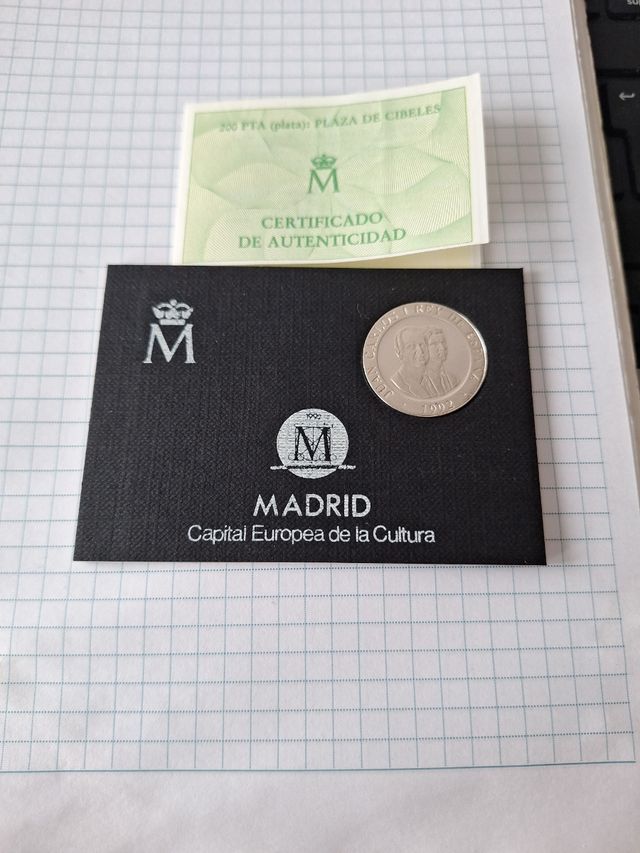 200 PTA (plata): PLAZA DE CIBELES
M
CERTIFICADO
DE AUTENTICIDAD
M
JUAN CARLOS I REY DE ESPAÑA
· 1992 ·
1992
M
MADRID
Capital Europea de la Cultura